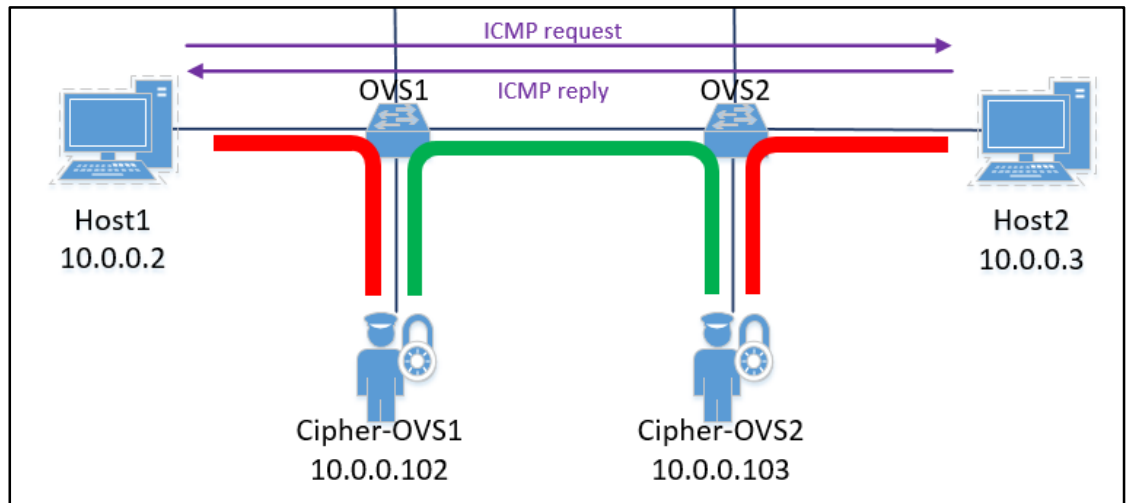 ICMP request
ICMP reply
OVS1
OVS2
Host1
10.0.0.2
Host2
10.0.0.3
Cipher-OVS1
10.0.0.102
Cipher-OVS2
10.0.0.103